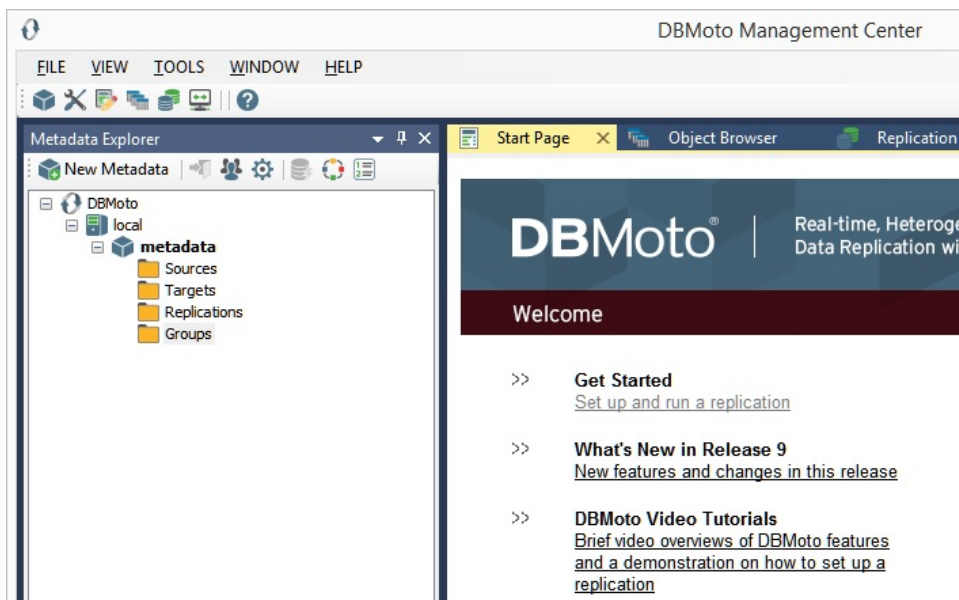 DBMoto Management Center
FILE VIEW TOOLS WINDOW HELP
Metadata Explorer
Start Page
Object Browser
Replication
New Metadata
DBMoto
local
metadata
Sources
Targets
Replications
Groups
DBMoto®
Real-time, Heteroge
Data Replication wi
Welcome
>> Get Started
Set up and run a replication
>> What's New in Release 9
New features and changes in this release
>> DBMoto Video Tutorials
Brief video overviews of DBMoto features
and a demonstration on how to set up a
replication